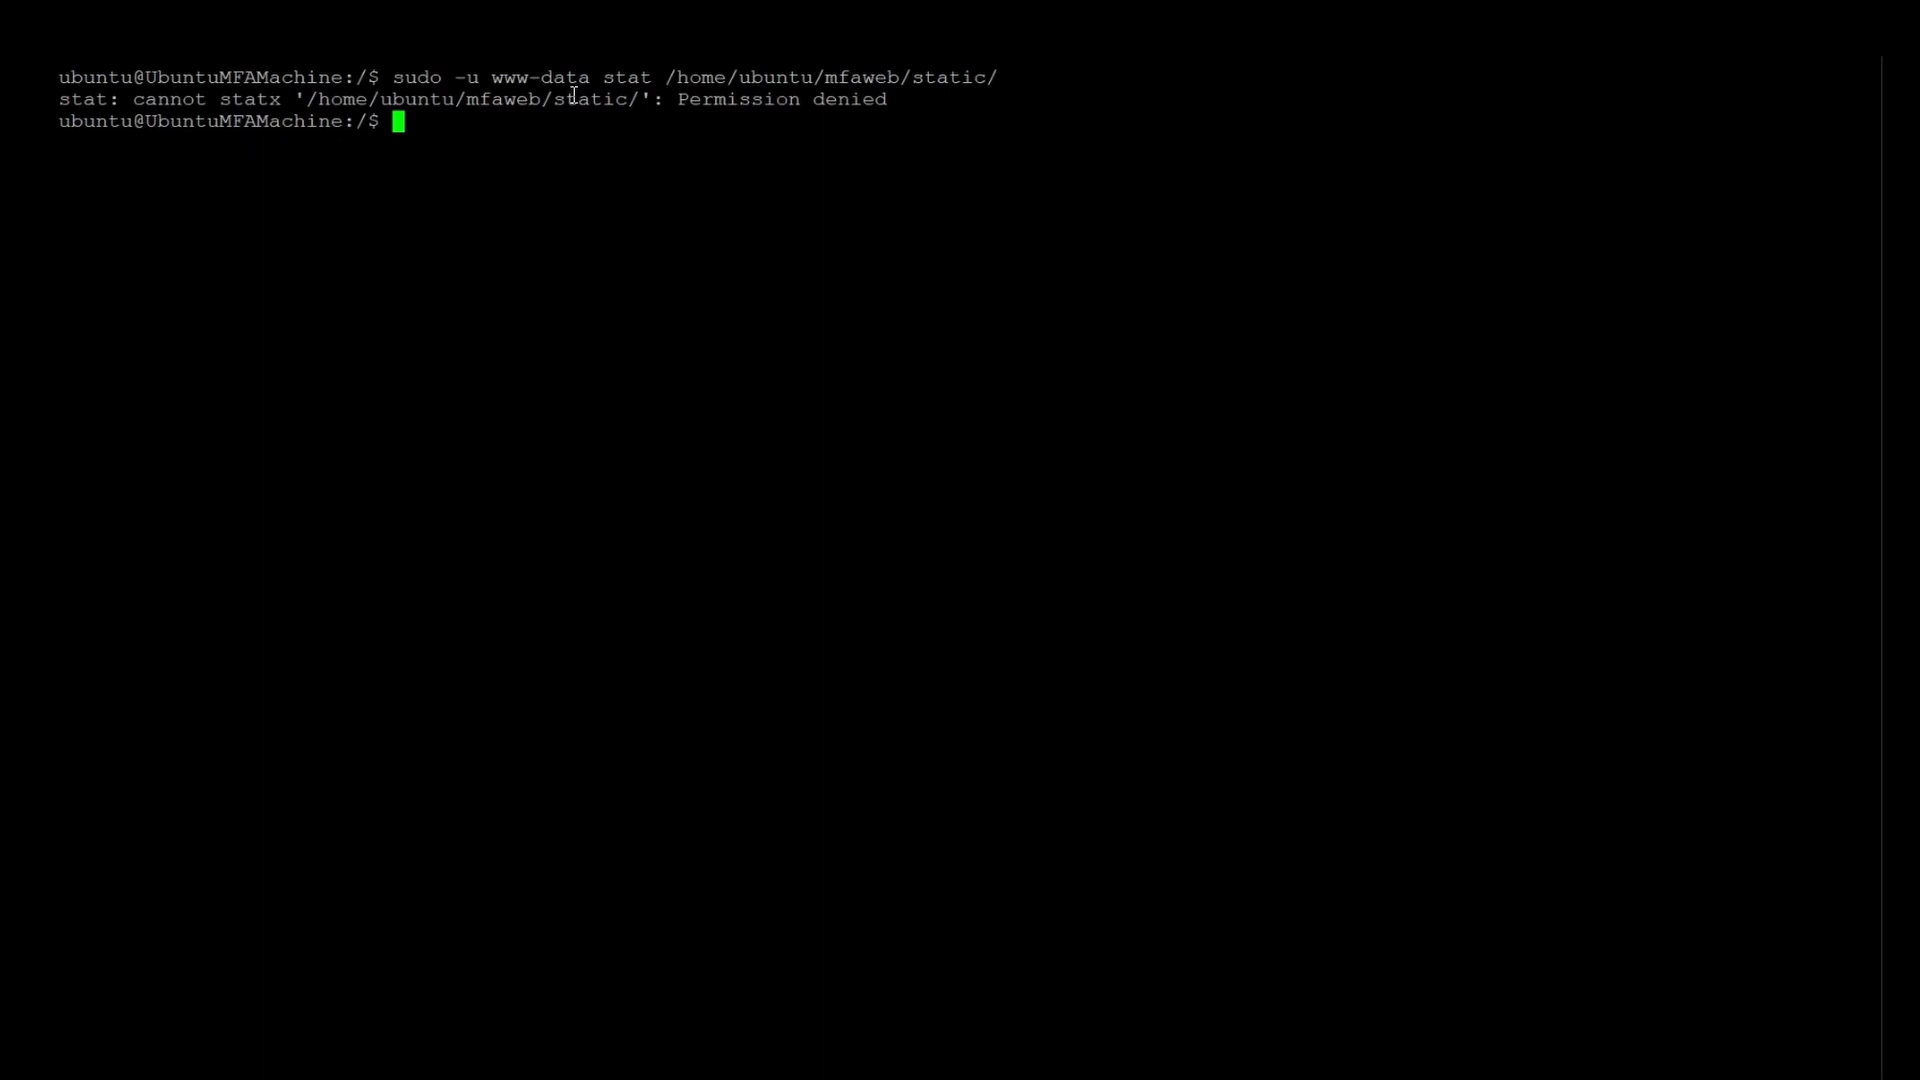 ubuntu@UbuntuMFAMachine:/$ sudo -u www-data stat /home/ubuntu/mfaweb/static/
stat: cannot statx '/home/ubuntu/mfaweb/static/': Permission denied
ubuntu@UbuntuMFAMachine:/$